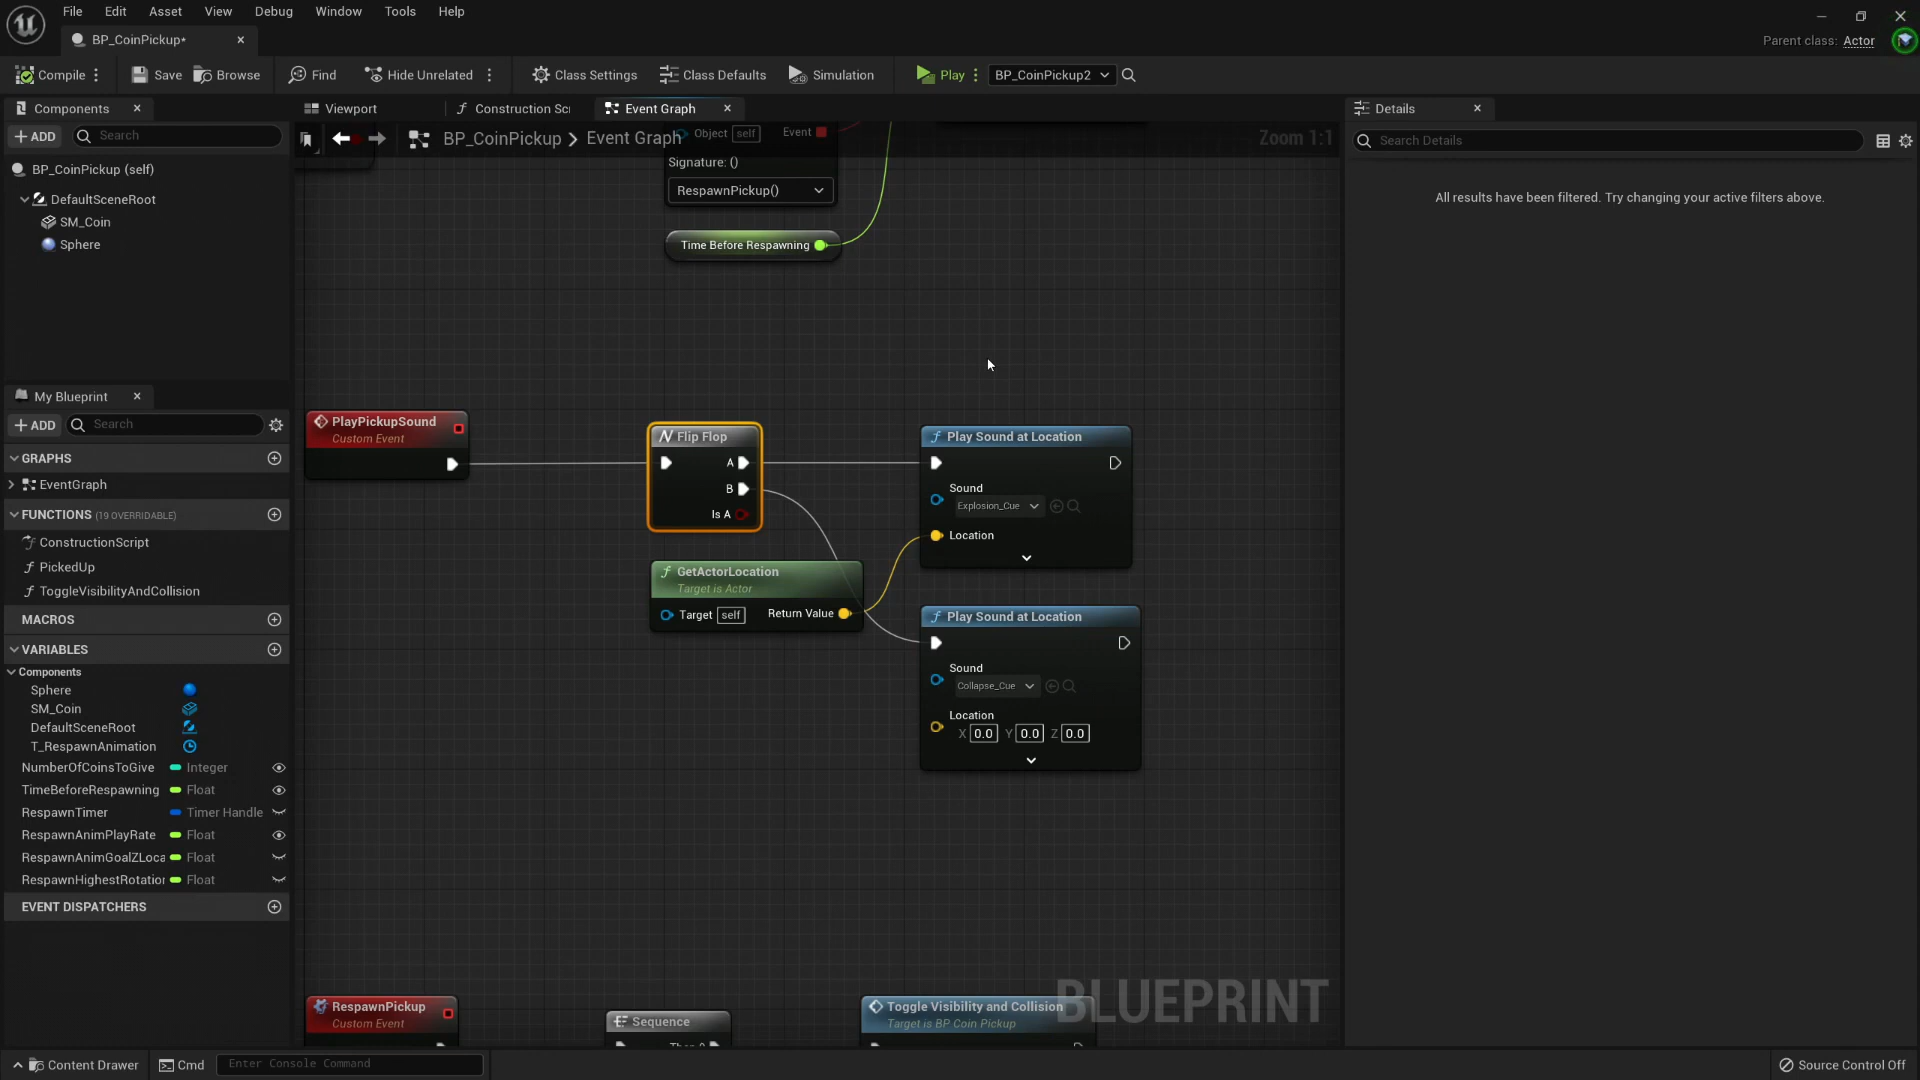 File Edit Asset View Debug Window Tools Help
BP_CoinPickup*
Parent class: Actor
Compile Save Browse Find Hide Unrelated Class Settings Class Defaults Simulation Play BP_CoinPickup2
Components
Viewport
Construction Sc
Event Graph
Details
ADD
Search
BP_CoinPickup > Event Graph
Zoom 1:1
Search Details
All results have been filtered. Try changing your active filters above.
BP_CoinPickup (self)
DefaultSceneRoot
SM_Coin
Sphere
Object self Event
Signature: ()
RespawnPickup()
Time Before Respawning
My Blueprint
ADD
Search
GRAPHS
EventGraph
FUNCTIONS (19 OVERRIDABLE)
ConstructionScript
PickedUp
ToggleVisibilityAndCollision
MACROS
VARIABLES
Components
Sphere
SM_Coin
DefaultSceneRoot
T_RespawnAnimation
NumberOfCoinsToGive Integer
TimeBeforeRespawning Float
RespawnTimer Timer Handle
RespawnAnimPlayRate Float
RespawnAnimGoalZLoca Float
RespawnHighestRotation Float
EVENT DISPATCHERS
PlayPickupSound
Custom Event
Flip Flop
A
B
Is A
GetActorLocation
Target is Actor
Target self Return Value
Play Sound at Location
Sound
Explosion_Cue
Location
Play Sound at Location
Sound
Collapse_Cue
Location
X 0.0 Y 0.0 Z 0.0
RespawnPickup
Custom Event
Sequence
Then 0
Toggle Visibility and Collision
Target is BP Coin Pickup
BLUEPRINT
Content Drawer
Cmd
Enter Console Command
Source Control Off